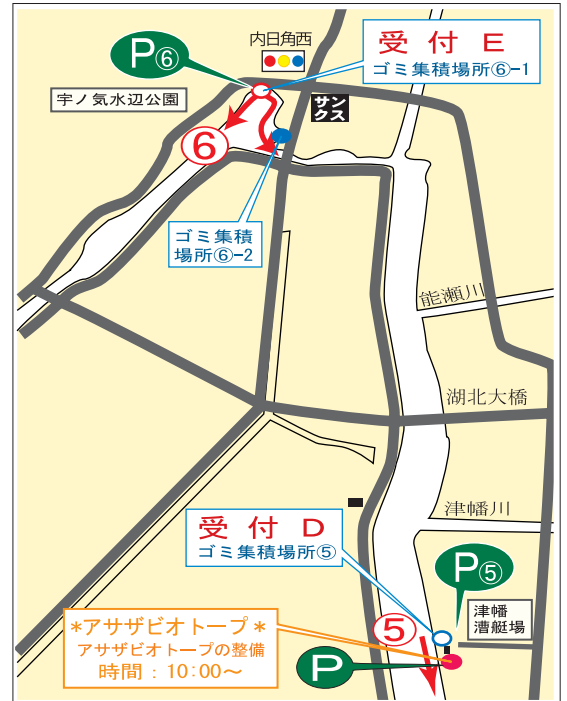 P⑥
内日角西
受付E
ゴミ集積場所⑥-1
宇ノ気水辺公園
サン
クス
⑥
ゴミ集積
場所⑥-2
能瀬川
湖北大橋
津幡川
受付D
ゴミ集積場所⑤
P⑤
津幡
漕艇場
＊アサザビオトープ＊
アサザビオトープの整備
時間：10:00～
⑤
P